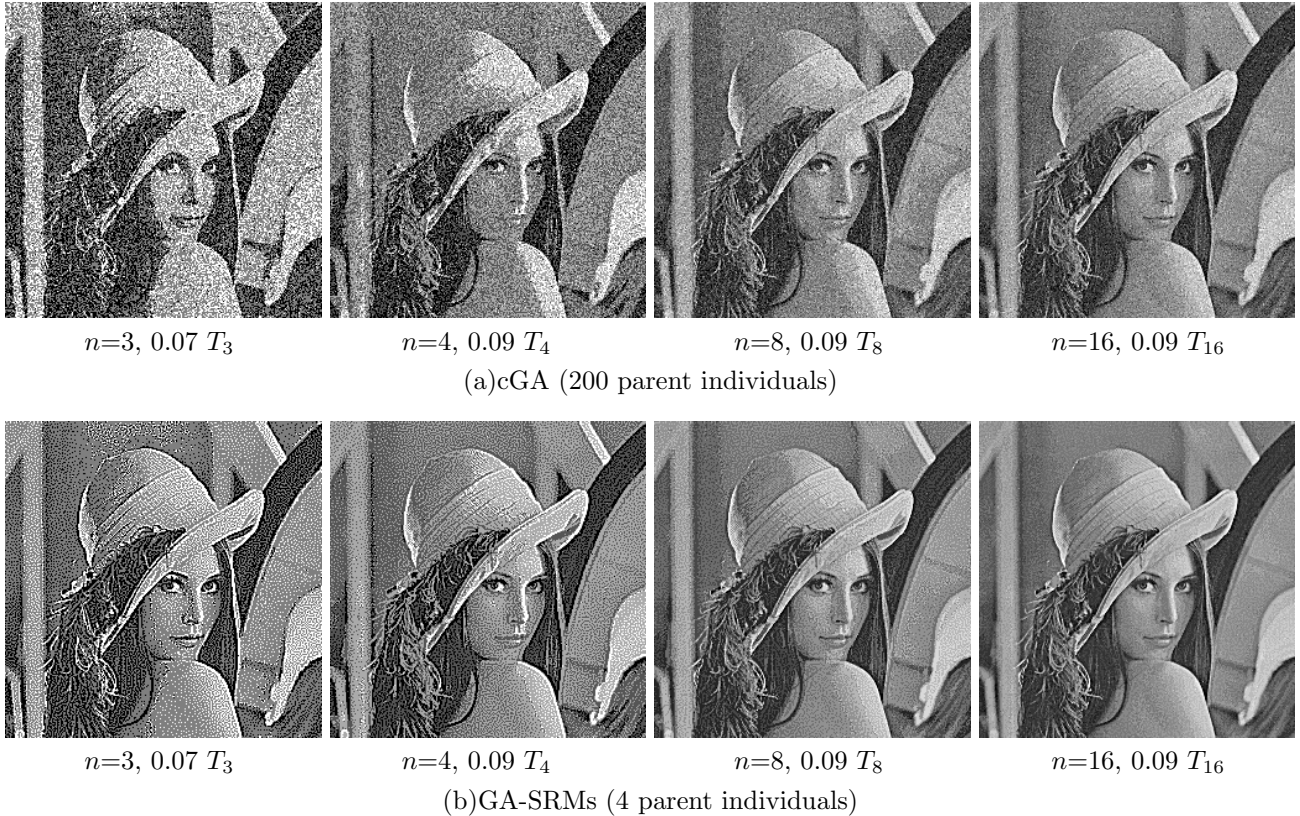 n=3, 0.07 T₃ n=4, 0.09 T₄ n=8, 0.09 T₈ n=16, 0.09 T₁₆
(a)cGA (200 parent individuals)
n=3, 0.07 T₃ n=4, 0.09 T₄ n=8, 0.09 T₈ n=16, 0.09 T₁₆
(b)GA-SRMs (4 parent individuals)